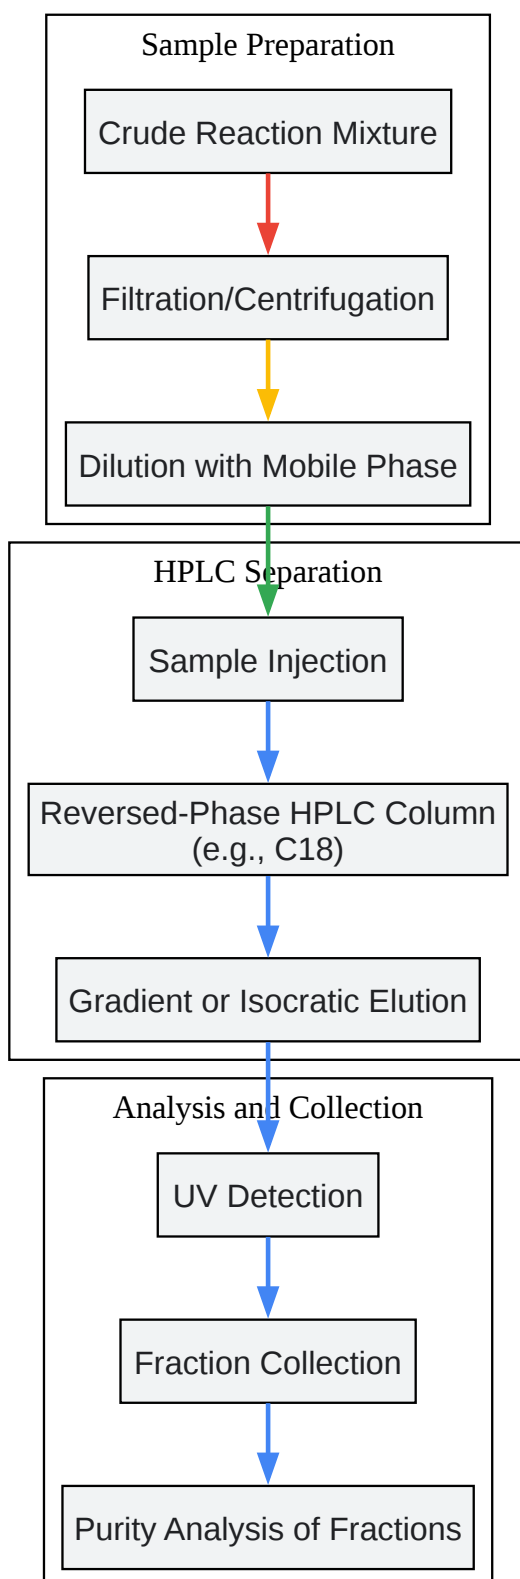 Sample Preparation
Crude Reaction Mixture
Filtration/Centrifugation
Dilution with Mobile Phase
HPLC Separation
Sample Injection
Reversed-Phase HPLC Column
(e.g., C18)
Gradient or Isocratic Elution
Analysis and Collection
UV Detection
Fraction Collection
Purity Analysis of Fractions